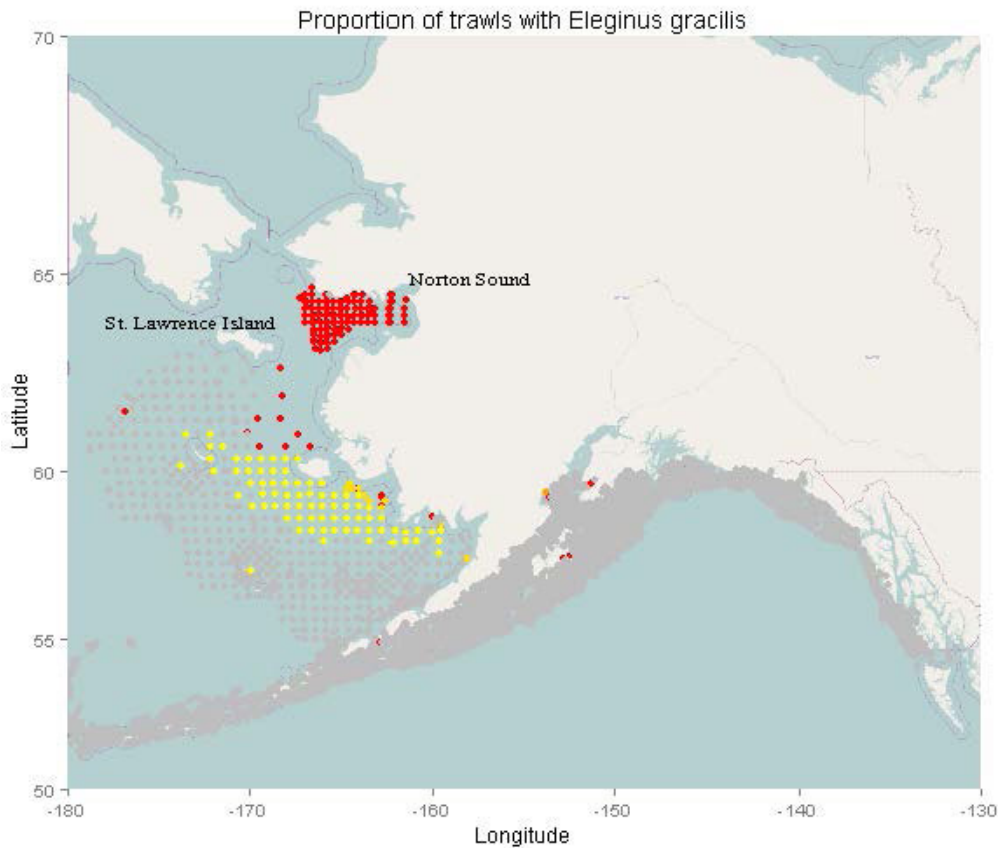 Proportion of trawls with Eleginus gracilis
70
65
Norton Sound
St. Lawrence Island
Latitude
60
55
50
-180
-170
-160
-150
-140
-130
Longitude